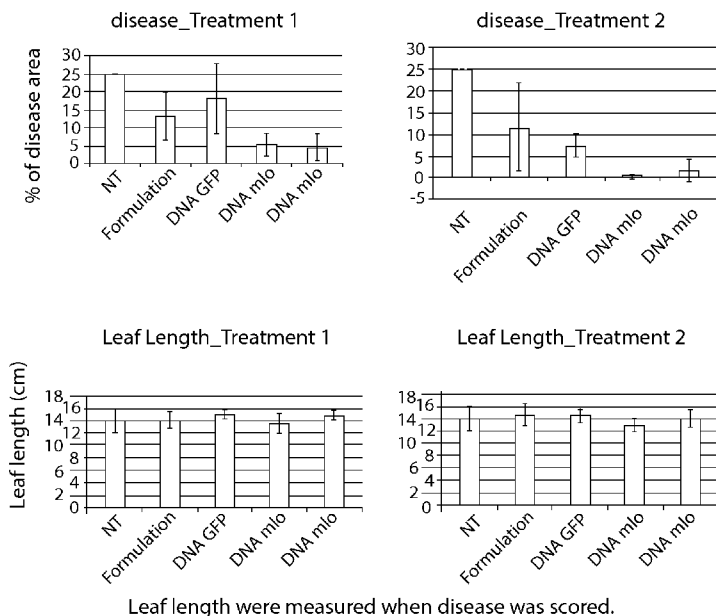 disease_Treatment 1
% of disease area
30
25
20
15
10
5
0
NT
Formulation
DNA GFP
DNA mlo
DNA mlo
disease_Treatment 2
30
25
20
15
10
5
0
-5
NT
Formulation
DNA GFP
DNA mlo
DNA mlo
Leaf Length_Treatment 1
Leaf length (cm)
18
16
14
12
10
8
6
4
2
0
NT
Formulation
DNA GFP
DNA mlo
DNA mlo
Leaf Length_Treatment 2
18
16
14
12
10
8
6
4
2
0
NT
Formulation
DNA GFP
DNA mlo
DNA mlo
Leaf length were measured when disease was scored.